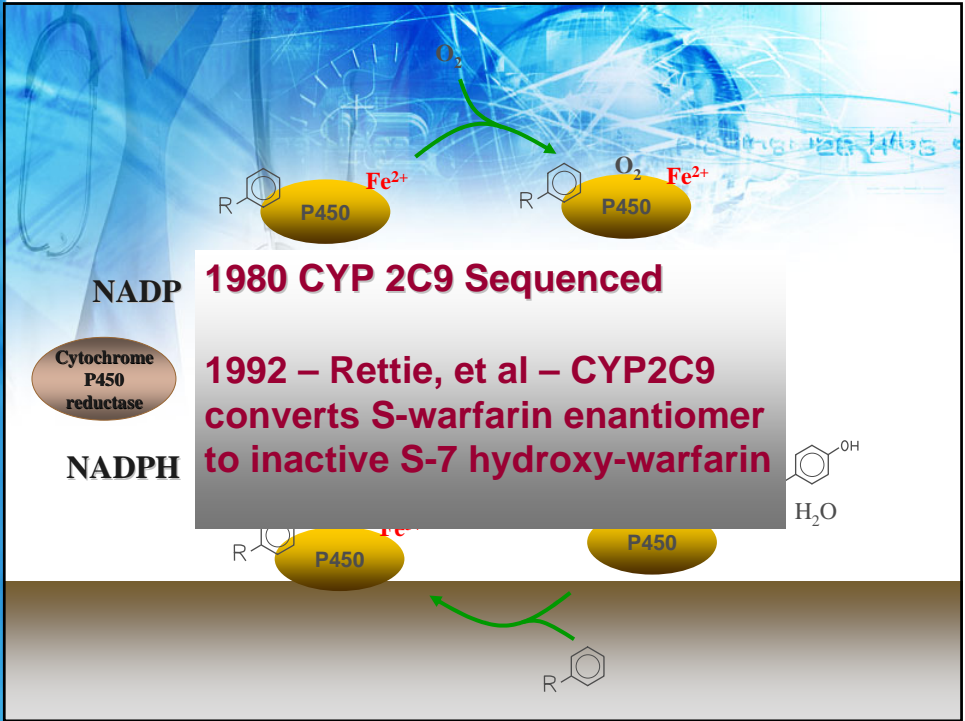 O₂
Fe²⁺
R
P450
O₂
Fe²⁺
R
P450
NADP
1980 CYP 2C9 Sequenced
1992 – Rettie, et al – CYP2C9
converts S-warfarin enantiomer
to inactive S-7 hydroxy-warfarin
Cytochrome
P450
reductase
NADPH
OH
H₂O
R
P450
P450
R